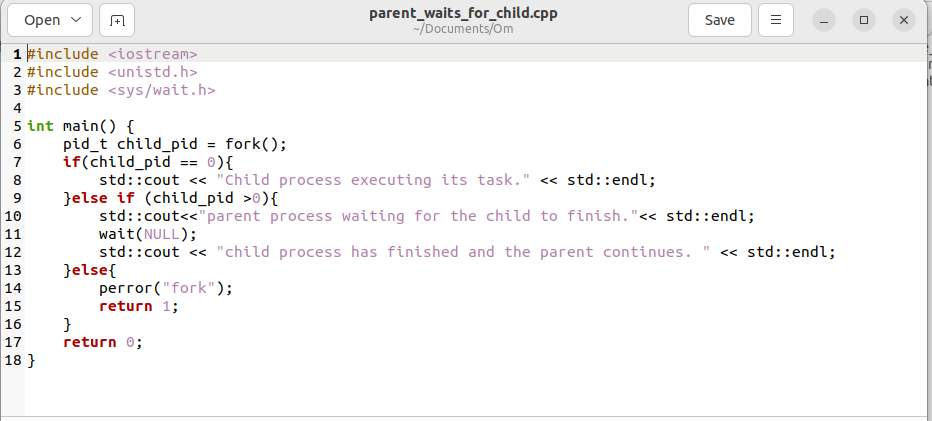 Open
parent_waits_for_child.cpp
~/Documents/Om
Save
1 #include <iostream>
2 #include <unistd.h>
3 #include <sys/wait.h>
4
5 int main() {
6     pid_t child_pid = fork();
7     if(child_pid == 0){
8         std::cout << "Child process executing its task." << std::endl;
9     }else if (child_pid >0){
10         std::cout<<"parent process waiting for the child to finish."<< std::endl;
11         wait(NULL);
12         std::cout << "child process has finished and the parent continues. " << std::endl;
13     }else{
14         perror("fork");
15         return 1;
16     }
17     return 0;
18 }